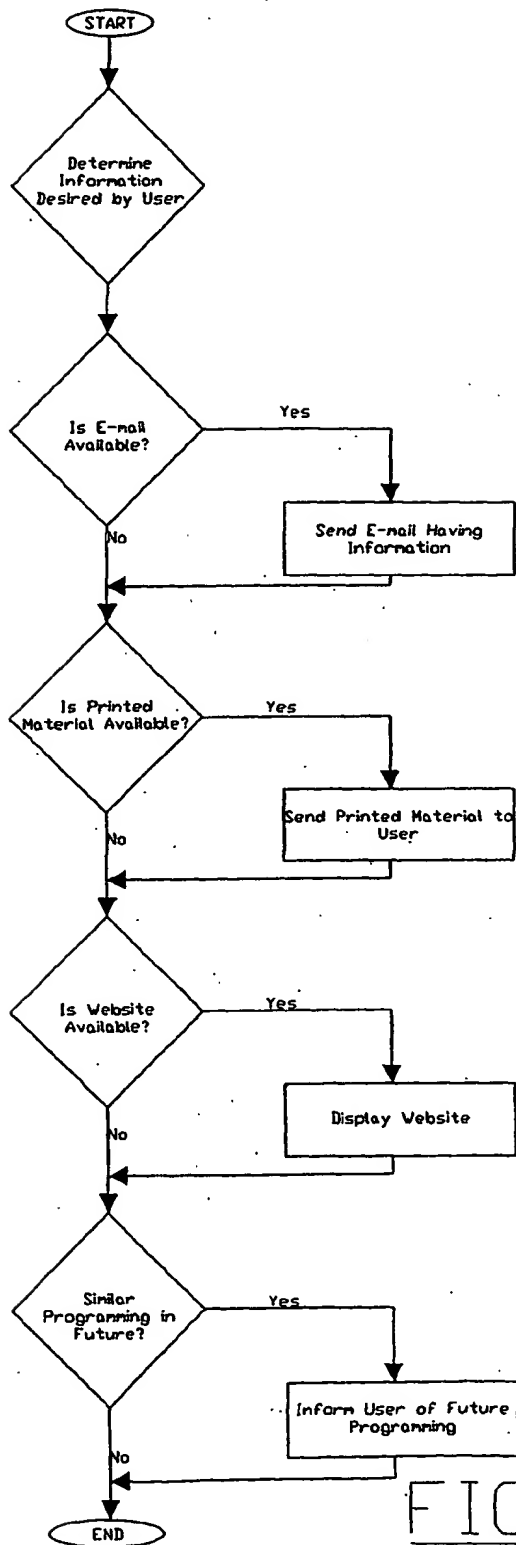 START
Determine
Information
Desired by User
Is E-mail
Available?
Yes
Send E-mail Having
Information
No
Is Printed
Material Available?
Yes
Send Printed Material to
User
No
Is Website
Available?
Yes
Display Website
No
Similar
Programming in
Future?
Yes
Inform User of Future
Programming
No
END
FIG